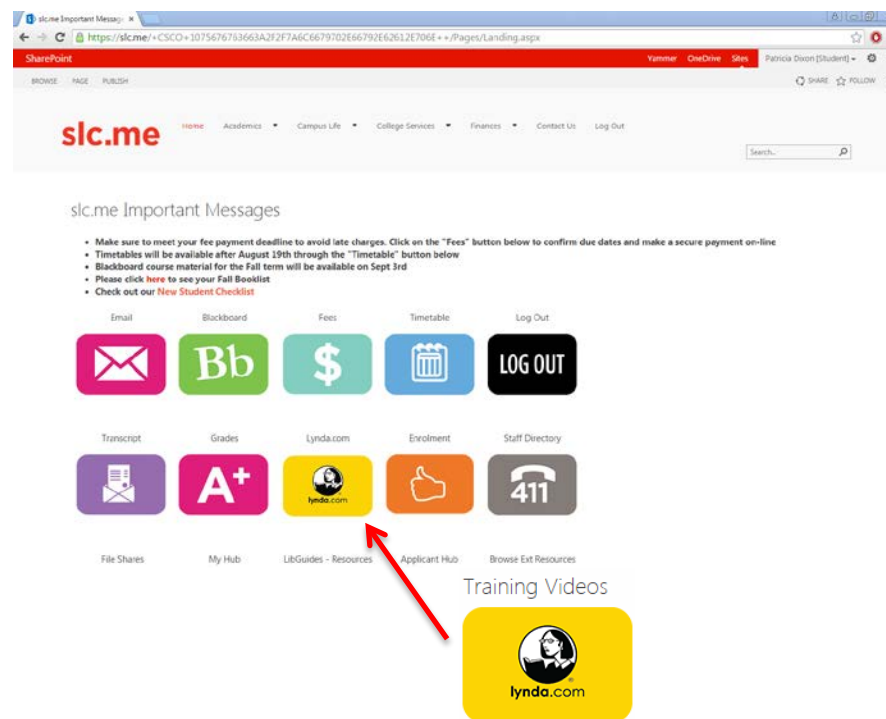 slc.me Important Messag
https://slc.me/+CSCO+1075676763663A2F2F7A6C6679702E66792E62612E706E++/Pages/Landing.aspx
SharePoint Yammer OneDrive Sites Patricia Dixon [Student]
BROWSE PAGE PUBLISH SHARE FOLLOW
slc.me Home Academics Campus Life College Services Finances Contact Us Log Out
Search...
slc.me Important Messages
• Make sure to meet your fee payment deadline to avoid late charges. Click on the "Fees" button below to confirm due dates and make a secure payment on-line
• Timetables will be available after August 19th through the "Timetable" button below
• Blackboard course material for the Fall term will be available on Sept 3rd
• Please click here to see your Fall Booklist
• Check out our New Student Checklist
Email Blackboard Fees Timetable Log Out
Bb $ LOG OUT
Transcript Grades Lynda.com Enrolment Staff Directory
A+ lynda.com 411
File Shares My Hub LibGuides - Resources Applicant Hub Browse Ext Resources
Training Videos
lynda.com